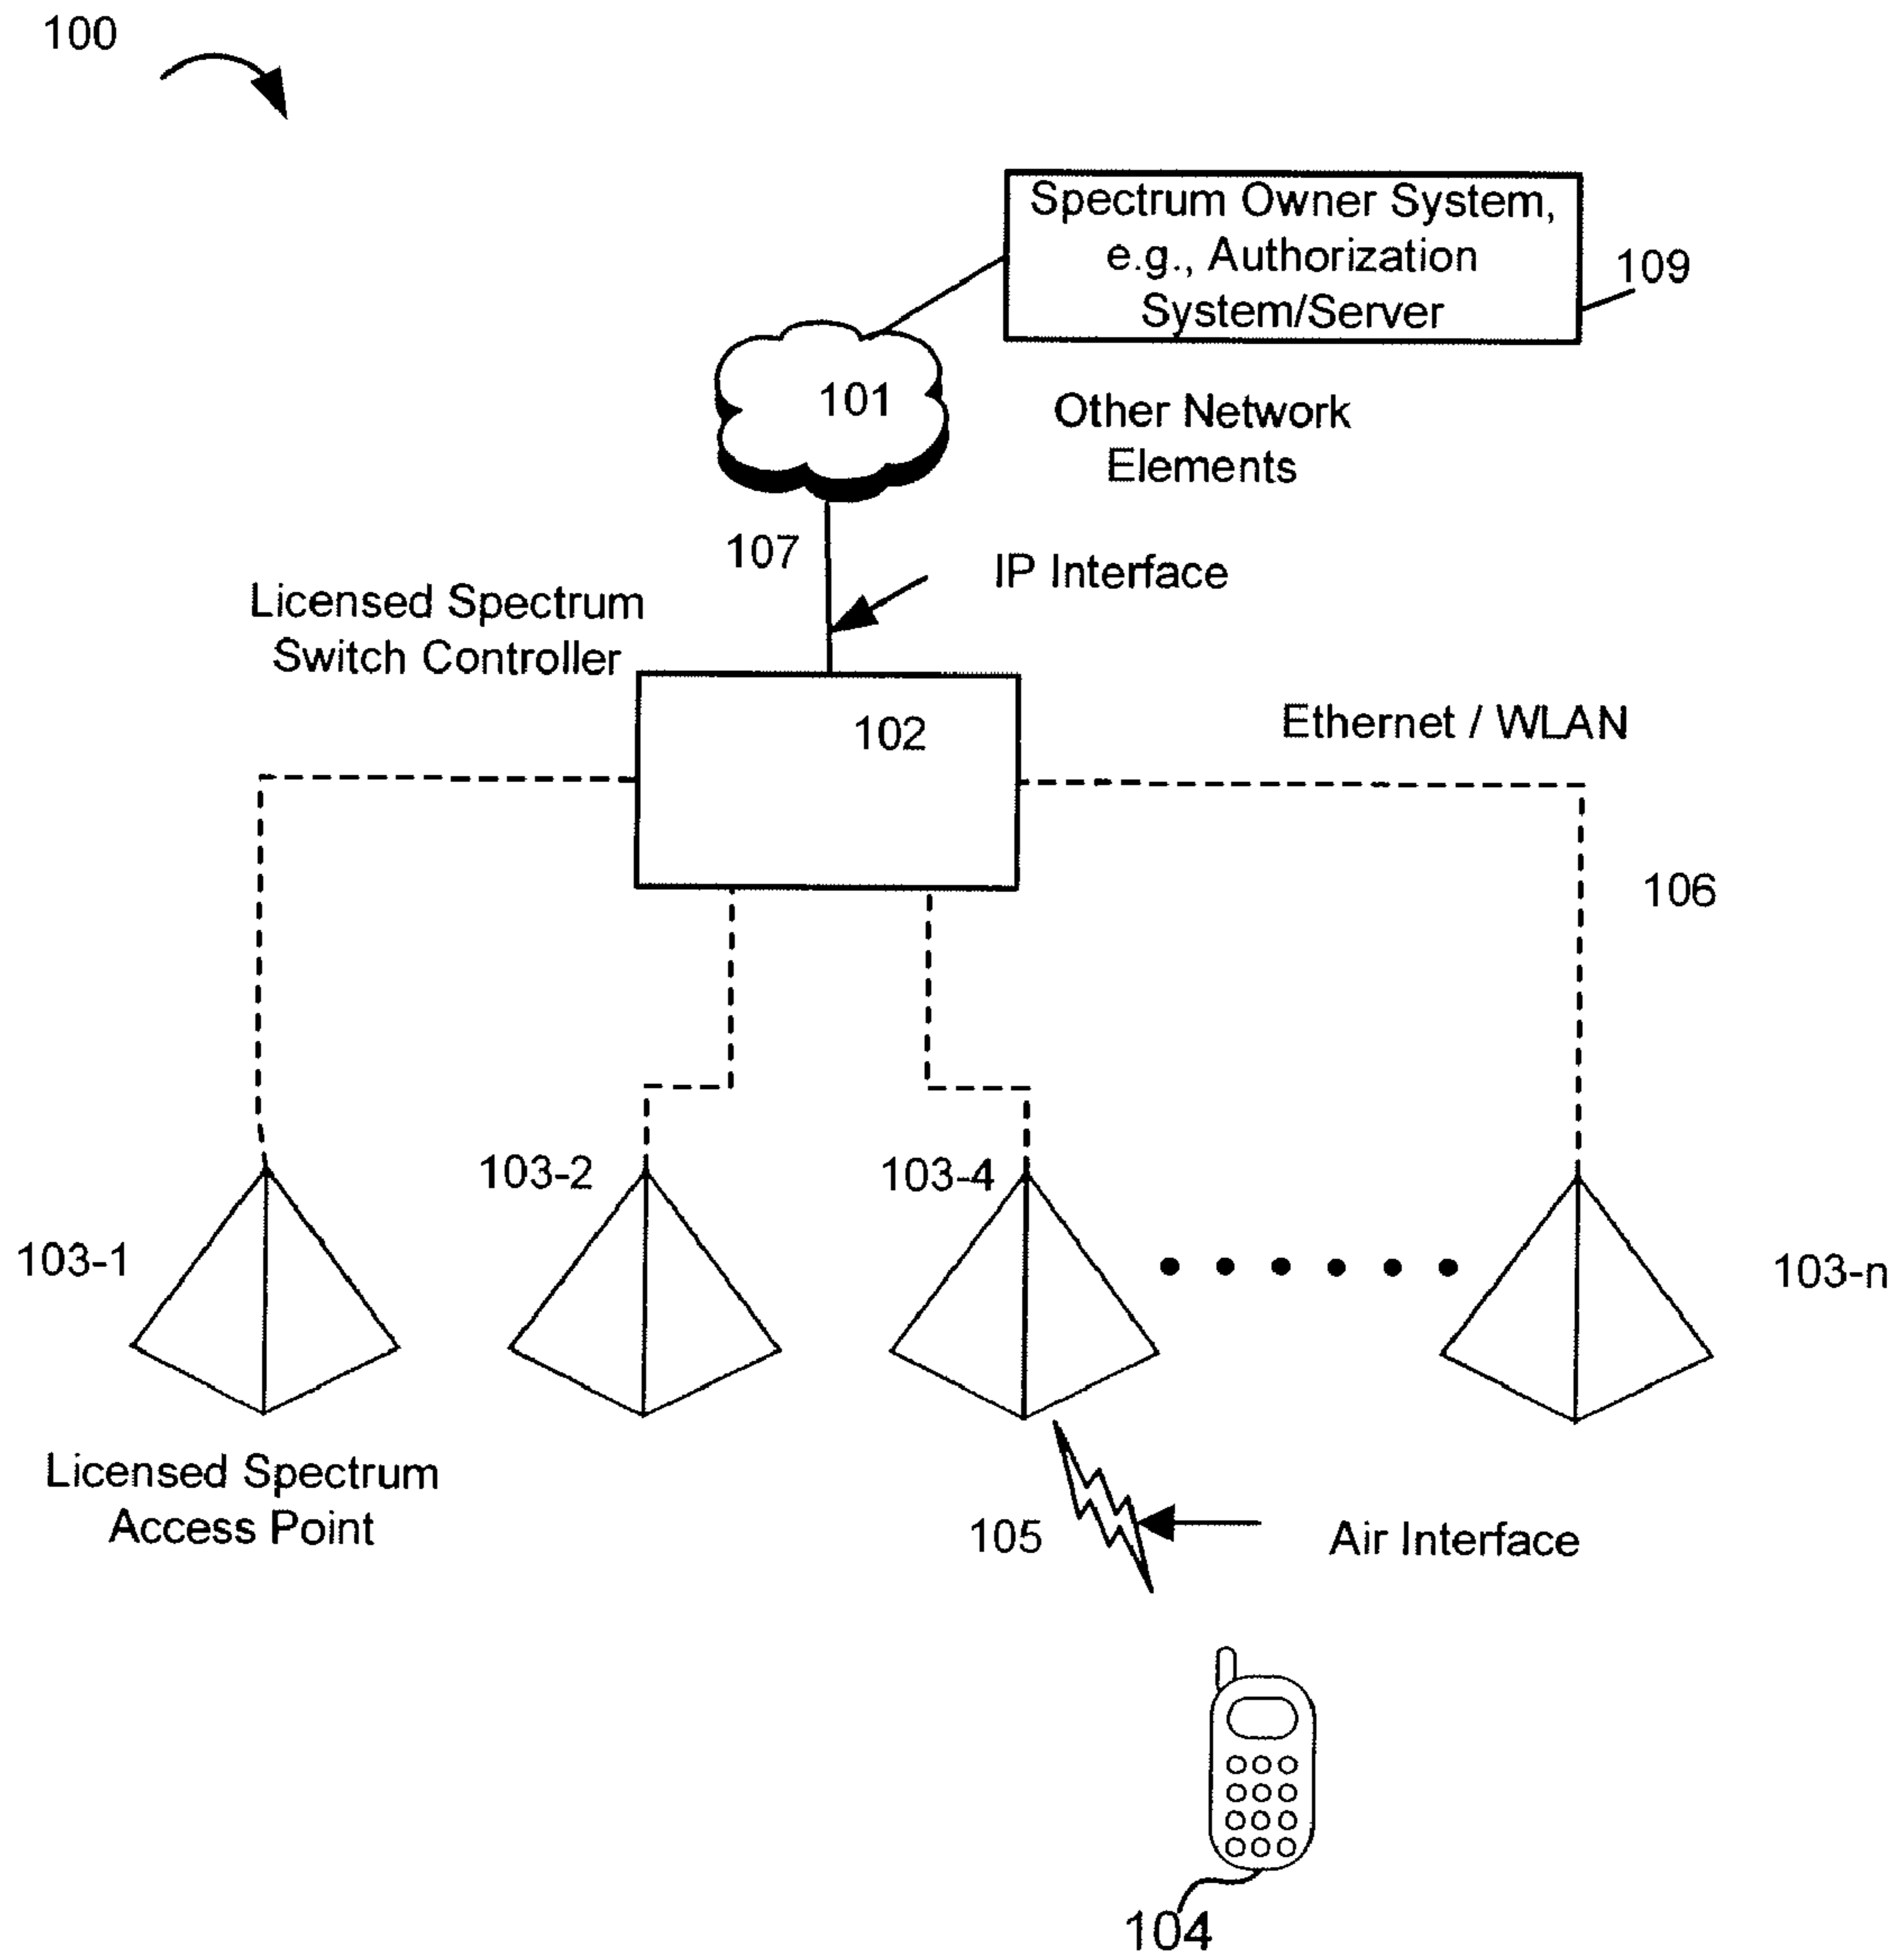 100
Spectrum Owner System,
e.g., Authorization
System/Server
109
101
Other Network
Elements
107
IP Interface
Licensed Spectrum
Switch Controller
102
Ethernet / WLAN
106
103-1
103-2
103-4
103-n
Licensed Spectrum
Access Point
105
Air Interface
104